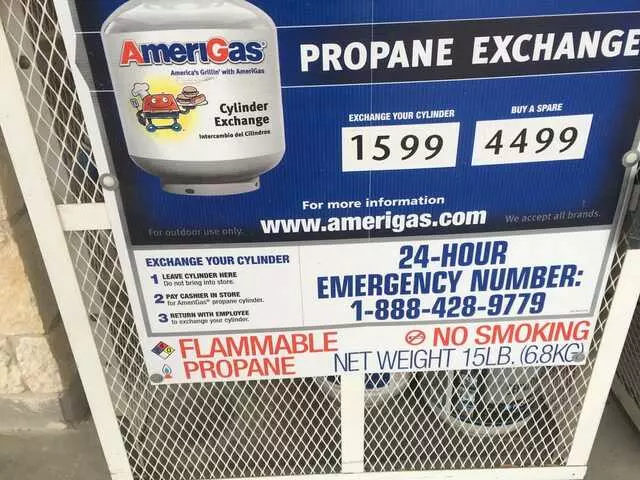 AmeriGas
America's Grillin' with AmeriGas
Cylinder
Exchange
Intercambio del Cilindros
PROPANE EXCHANGE
EXCHANGE YOUR CYLINDER
1599
BUY A SPARE
4499
For more information
www.amerigas.com
For outdoor use only.
We accept all brands.
EXCHANGE YOUR CYLINDER
1 LEAVE CYLINDER HERE
Do not bring into store.
2 PAY CASHIER IN STORE
for AmeriGas® propane cylinder.
3 RETURN WITH EMPLOYEE
to exchange your cylinder.
24-HOUR
EMERGENCY NUMBER:
1-888-428-9779
FLAMMABLE
PROPANE
NO SMOKING
NET WEIGHT 15LB. (6.8KG)